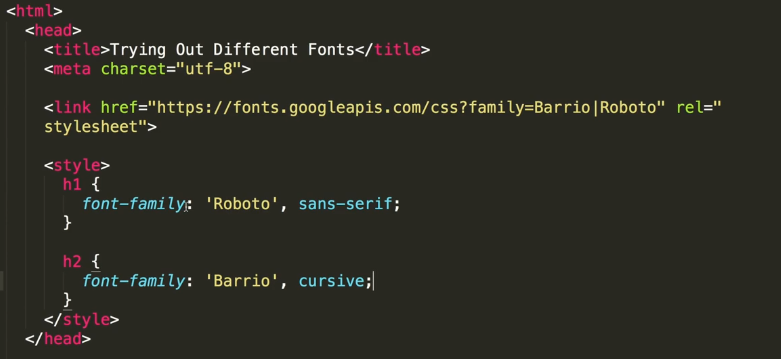 <html>
<head>
<title>Trying Out Different Fonts</title>
<meta charset="utf-8">
<link href="https://fonts.googleapis.com/css?family=Barrio|Roboto" rel="
stylesheet">
<style>
h1 {
font-family: 'Roboto', sans-serif;
}
h2 {
font-family: 'Barrio', cursive;
}
</style>
</head>